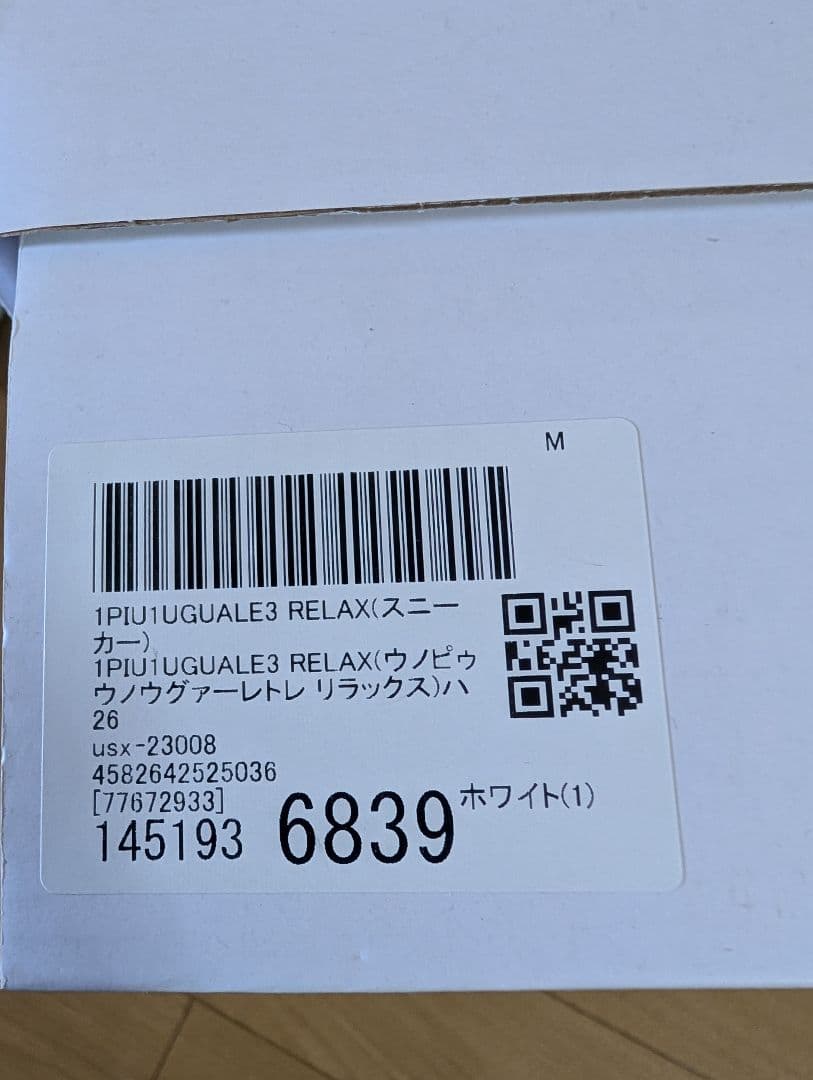 M
1PIU1UGUALE3 RELAX(スニー
カー)
1PIU1UGUALE3 RELAX(ウノピゥ
ウノウグァーレトレ リラックス)ハ
26
usx-23008
4582642525036
[77672933]
145193 6839 ホワイト(1)